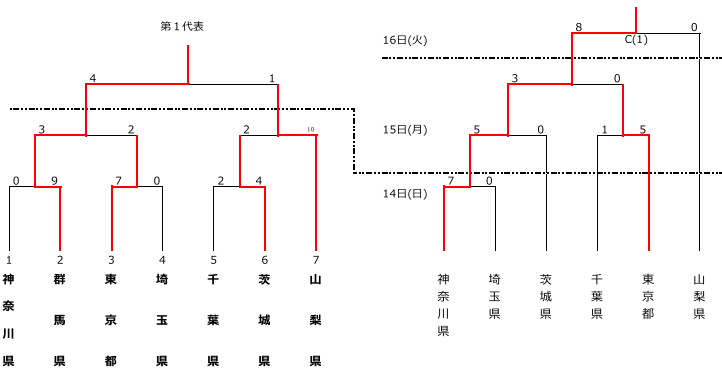 第1代表
16日(火)
8
0
C(1)
4
1
3
0
3
2
2
10
15日(月)
5
0
1
5
0
9
7
0
2
4
14日(日)
7
0
1
2
3
4
5
6
7
神奈川県
群馬県
東京都
埼玉県
千葉県
茨城県
山梨県
神奈川県
埼玉県
茨城県
千葉県
東京都
山梨県